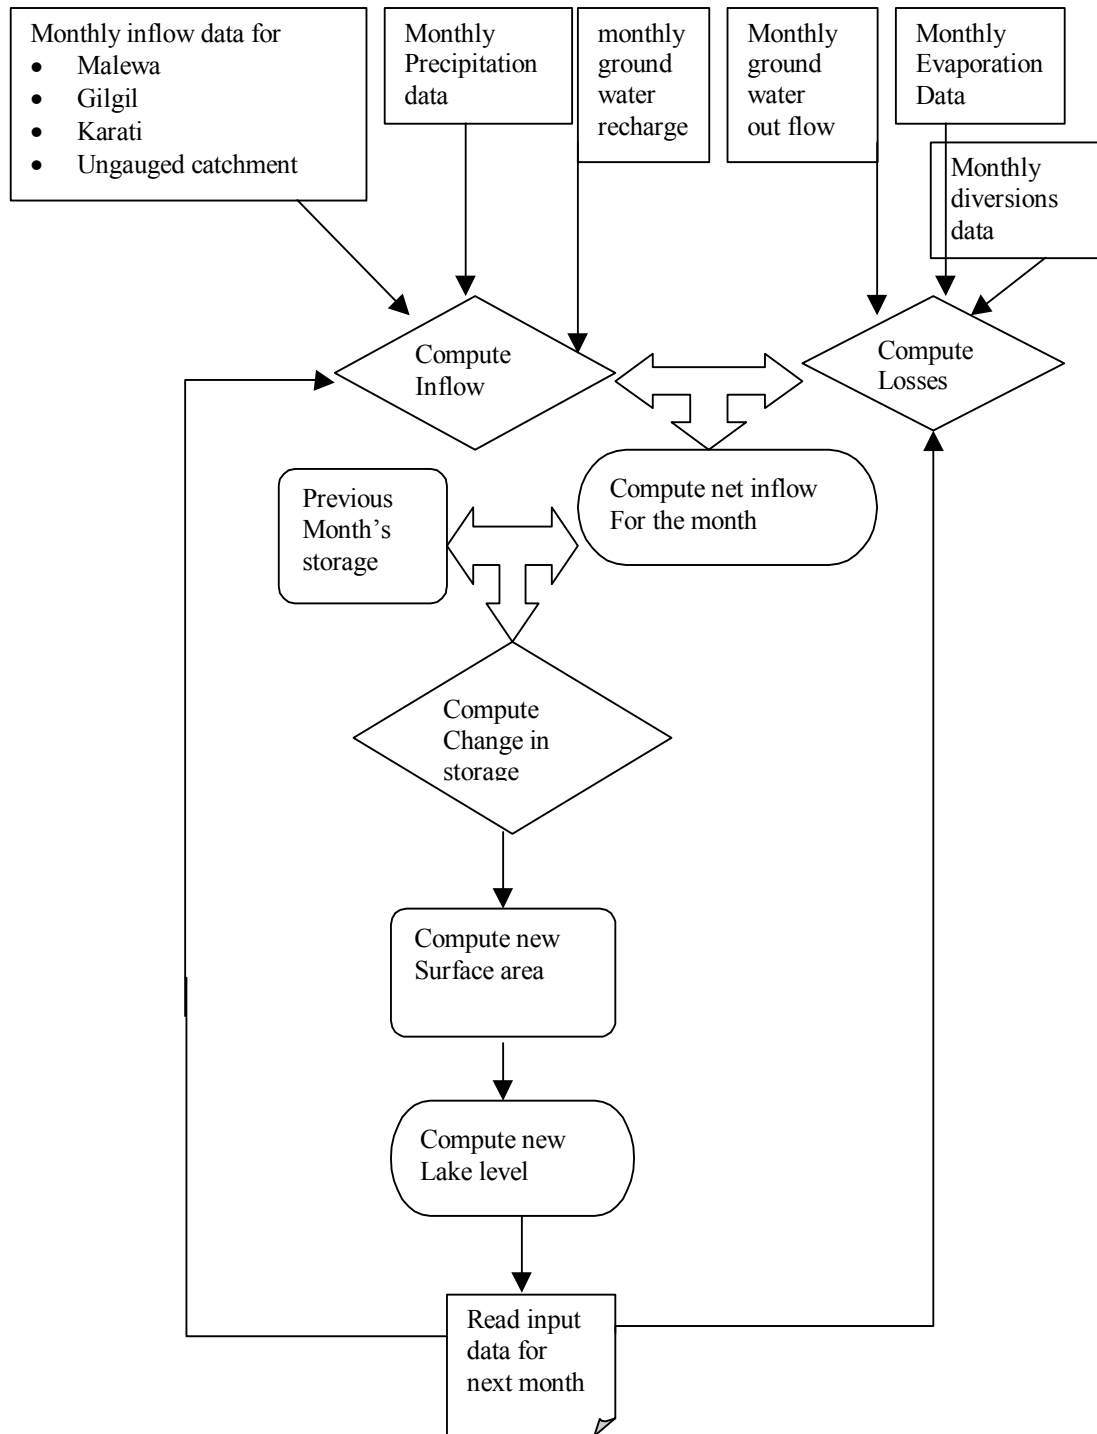 Monthly inflow data for
• Malewa
• Gilgil
• Karati
• Ungauged catchment
Monthly
Precipitation
data
monthly
ground
water
recharge
Monthly
ground
water
out flow
Monthly
Evaporation
Data
Monthly
diversions
data
Compute
Inflow
Compute
Losses
Previous
Month’s
storage
Compute net inflow
For the month
Compute
Change in
storage
Compute new
Surface area
Compute new
Lake level
Read input
data for
next month